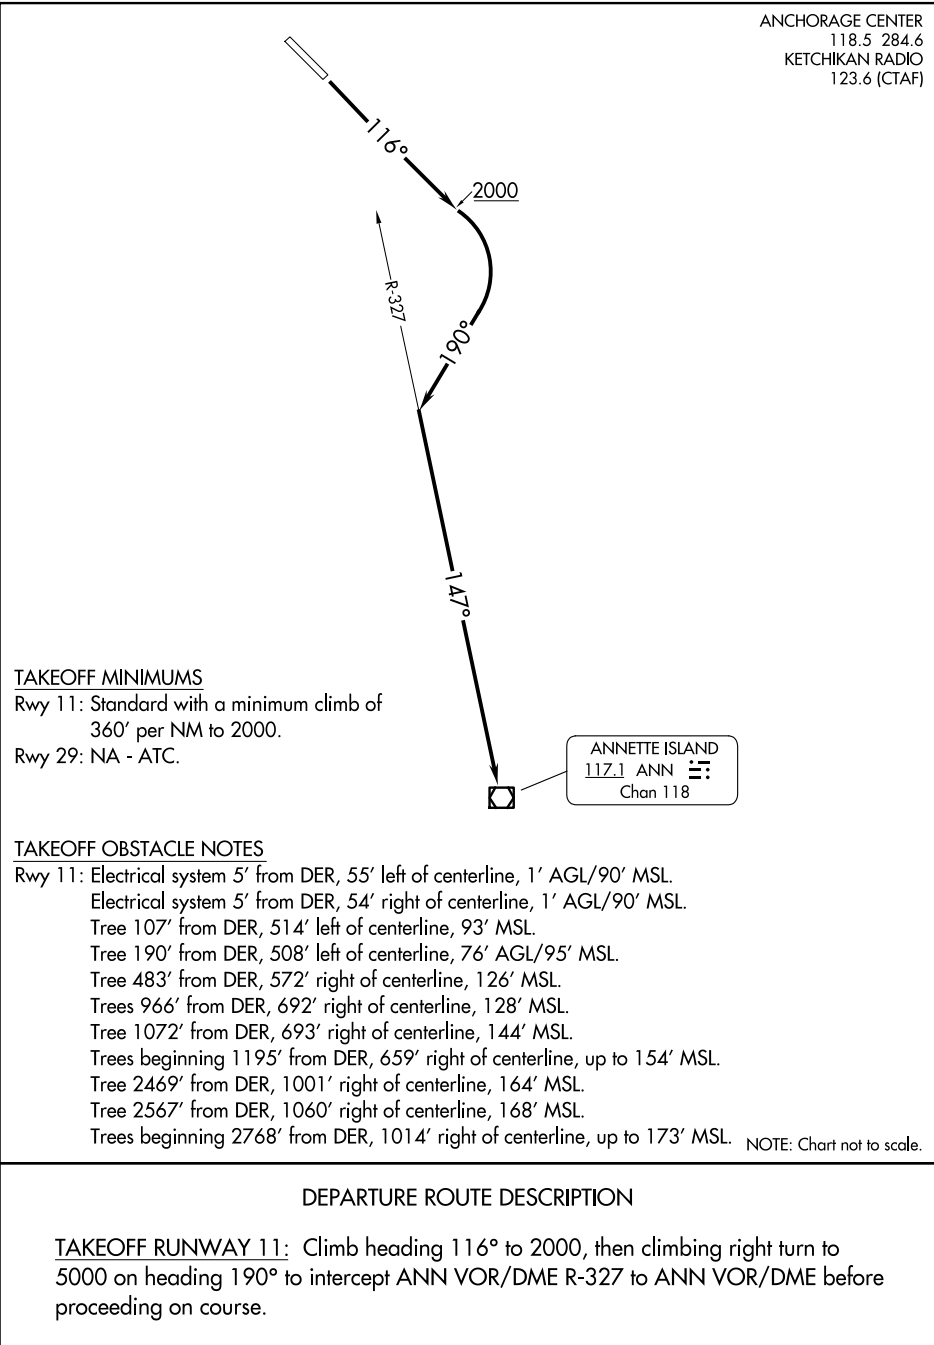 ANCHORAGE CENTER
118.5 284.6
KETCHIKAN RADIO
123.6 (CTAF)
116°
2000
R-327
190°
147°
TAKEOFF MINIMUMS
Rwy 11: Standard with a minimum climb of
360' per NM to 2000.
Rwy 29: NA - ATC.
ANNETTE ISLAND
117.1 ANN
Chan 118
TAKEOFF OBSTACLE NOTES
Rwy 11: Electrical system 5' from DER, 55' left of centerline, 1' AGL/90' MSL.
Electrical system 5' from DER, 54' right of centerline, 1' AGL/90' MSL.
Tree 107' from DER, 514' left of centerline, 93' MSL.
Tree 190' from DER, 508' left of centerline, 76' AGL/95' MSL.
Tree 483' from DER, 572' right of centerline, 126' MSL.
Trees 966' from DER, 692' right of centerline, 128' MSL.
Tree 1072' from DER, 693' right of centerline, 144' MSL.
Trees beginning 1195' from DER, 659' right of centerline, up to 154' MSL.
Tree 2469' from DER, 1001' right of centerline, 164' MSL.
Tree 2567' from DER, 1060' right of centerline, 168' MSL.
Trees beginning 2768' from DER, 1014' right of centerline, up to 173' MSL.
NOTE: Chart not to scale.
DEPARTURE ROUTE DESCRIPTION
TAKEOFF RUNWAY 11: Climb heading 116° to 2000, then climbing right turn to
5000 on heading 190° to intercept ANN VOR/DME R-327 to ANN VOR/DME before
proceeding on course.